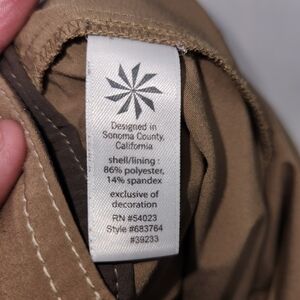 Designed in
Sonoma County,
California
shell/lining :
86% polyester,
14% spandex
exclusive of
decoration
RN #54023
Style #683764
#39233